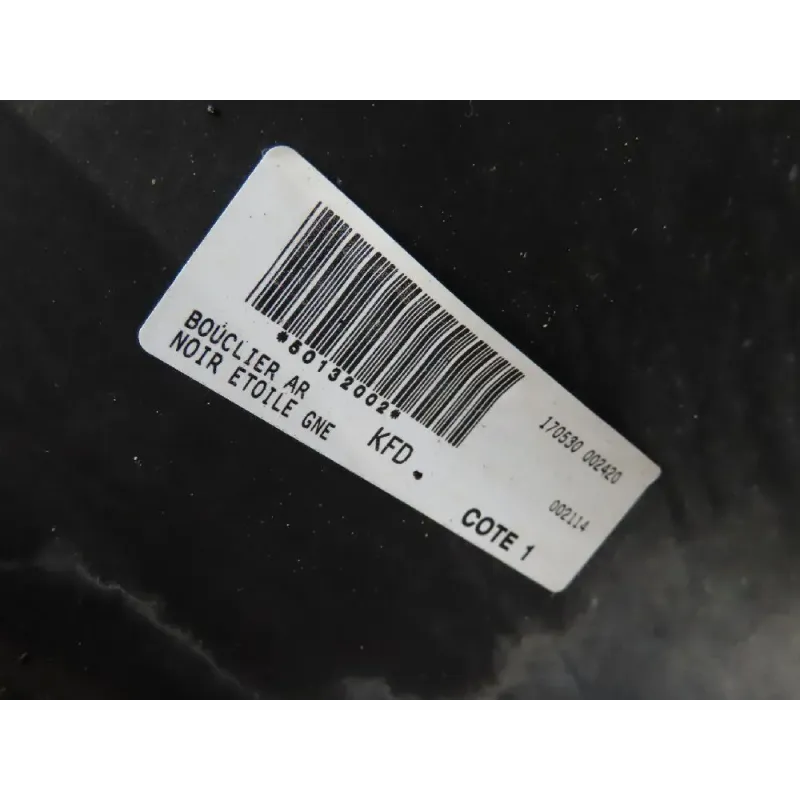 *50132002*
BOUCLIER AR
NOIR ETOILE GNE
KFD.
COTE 1
170530 002420
002114